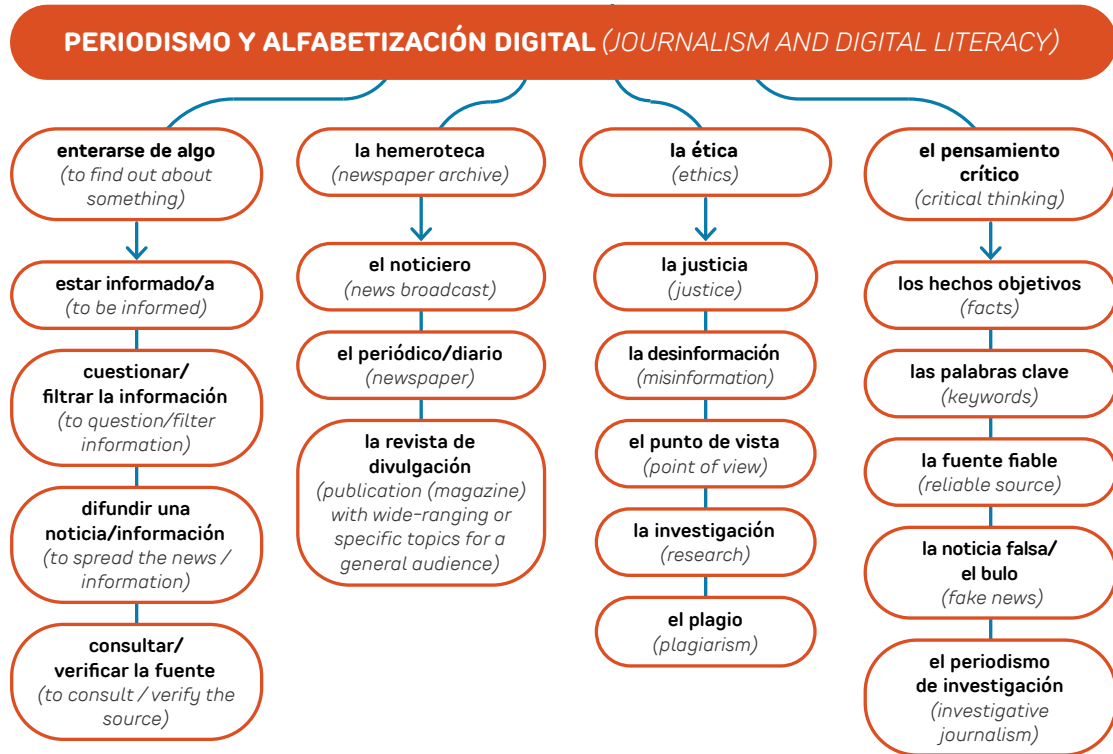 PERIODISMO Y ALFABETIZACIÓN DIGITAL (JOURNALISM AND DIGITAL LITERACY)
enterarse de algo
(to find out about
something)
estar informado/a
(to be informed)
cuestionar/
filtrar la información
(to question/filter
information)
difundir una
noticia/información
(to spread the news /
information)
consultar/
verificar la fuente
(to consult / verify the
source)
la hemeroteca
(newspaper archive)
el noticiero
(news broadcast)
el periódico/diario
(newspaper)
la revista de
divulgación
(publication (magazine)
with wide-ranging or
specific topics for a
general audience)
la ética
(ethics)
la justicia
(justice)
la desinformación
(misinformation)
el punto de vista
(point of view)
la investigación
(research)
el plagio
(plagiarism)
el pensamiento
crítico
(critical thinking)
los hechos objetivos
(facts)
las palabras clave
(keywords)
la fuente fiable
(reliable source)
la noticia falsa/
el bulo
(fake news)
el periodismo
de investigación
(investigative
journalism)